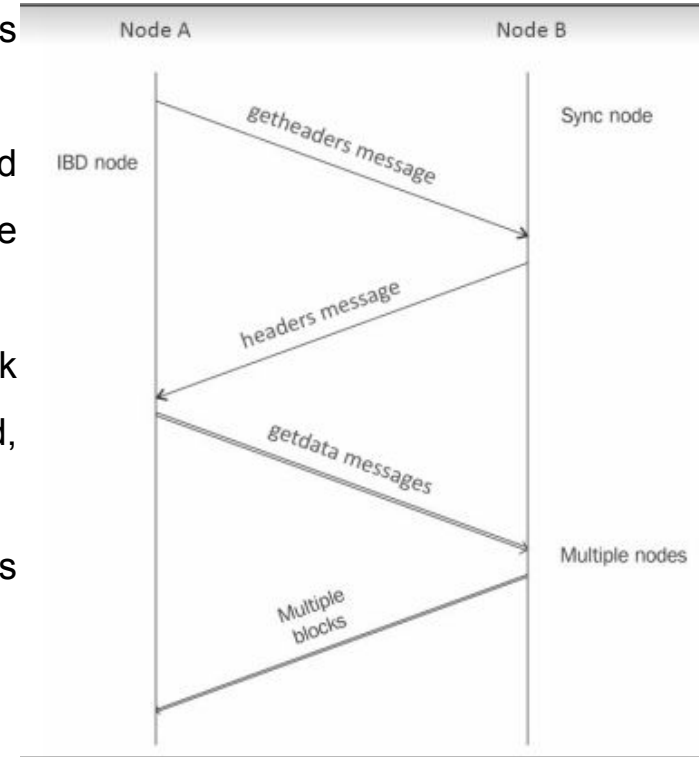 s
Node A
Node B
Sync node
getheaders message
d
IBD node
e
headers message
k
d,
getdata messages
s
Multiple nodes
Multiple
blocks